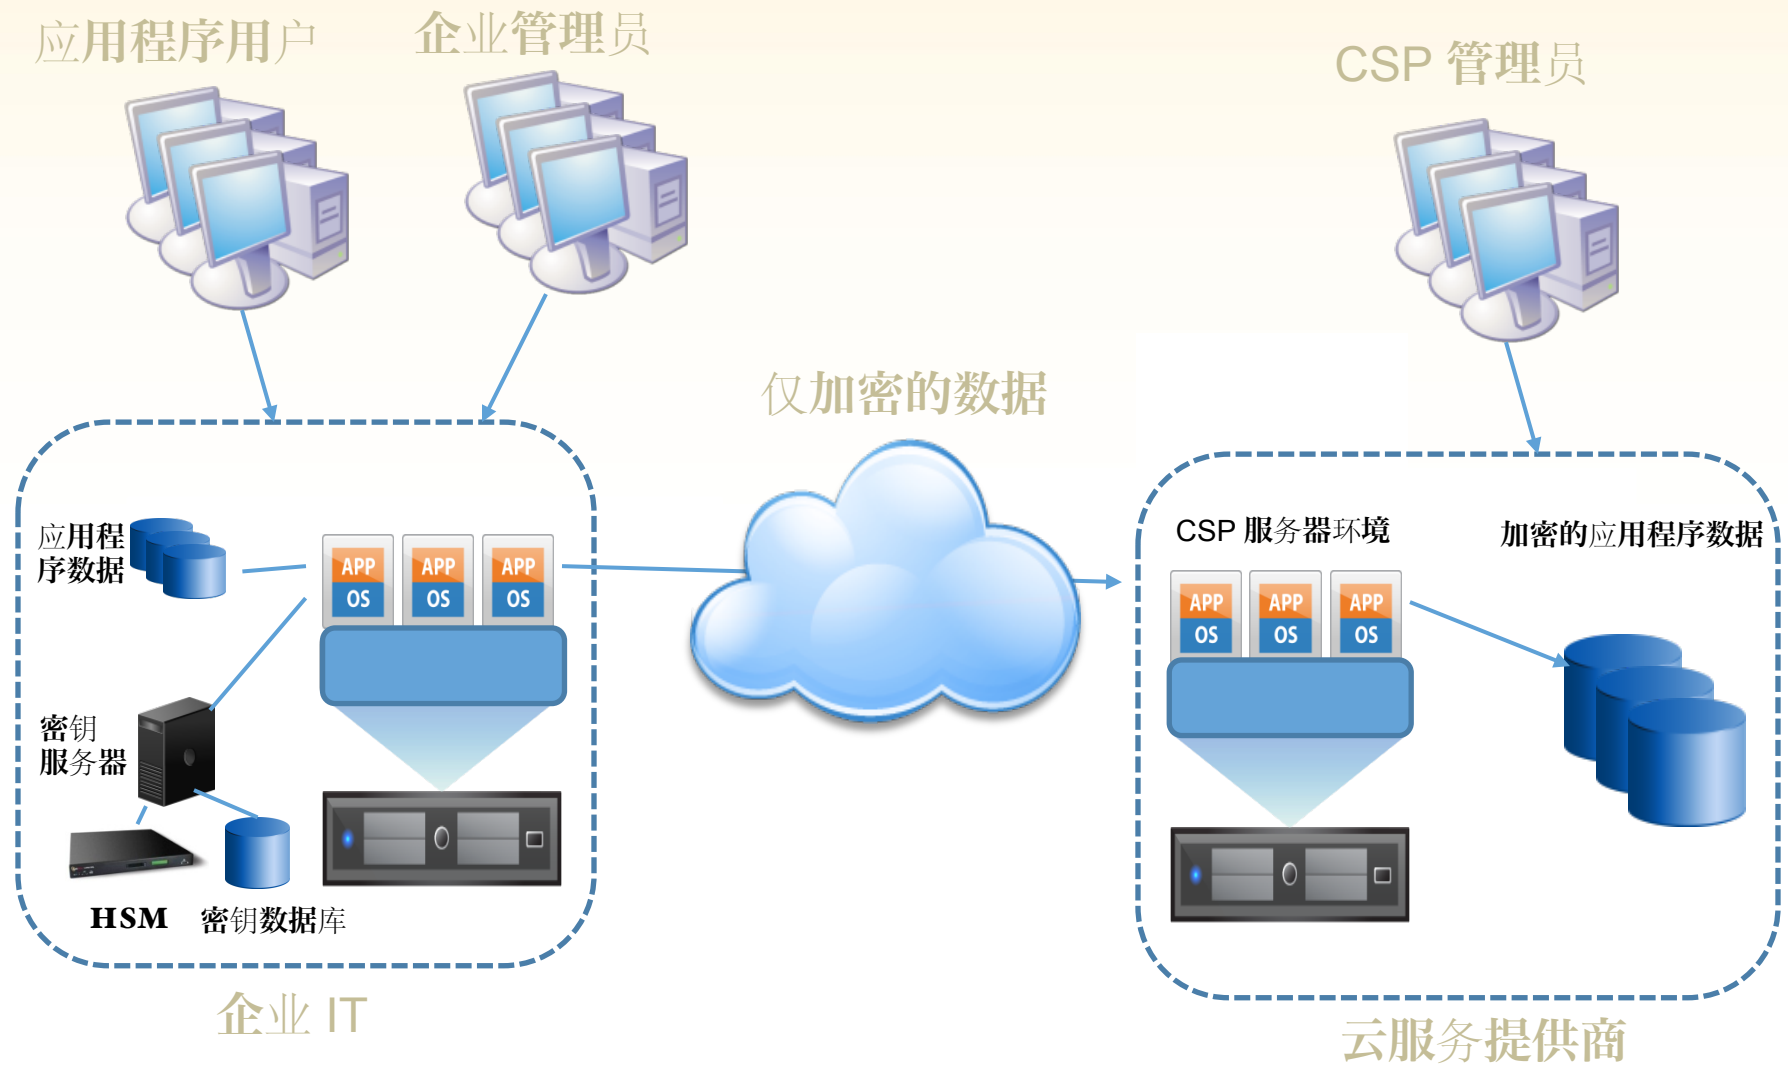 应用程序用户
企业管理员
CSP 管理员
仅加密的数据
应用程
序数据
APP
OS
APP
OS
APP
OS
密钥
服务器
HSM
密钥数据库
企业 IT
CSP 服务器环境
加密的应用程序数据
APP
OS
APP
OS
APP
OS
云服务提供商